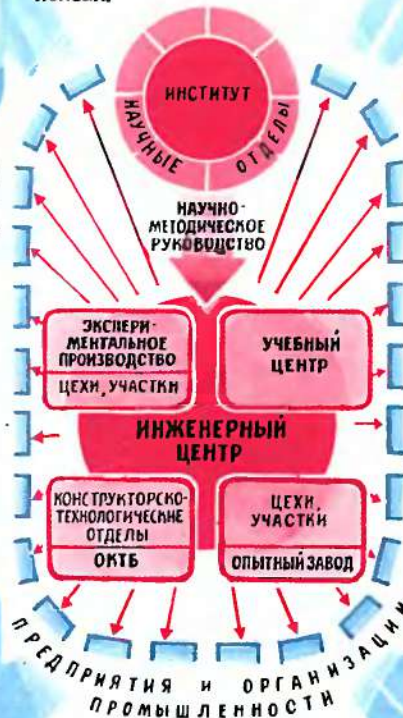 ИНСТИТУТ
НАУЧНЫЕ ОТДЕЛЫ
НАУЧНО-
МЕТОДИЧЕСКОЕ
РУКОВОДСТВО
ЭКСПЕРИ-
МЕНТАЛЬНОЕ
ПРОИЗВОДСТВО
ЦЕХИ, УЧАСТКИ
УЧЕБНЫЙ
ЦЕНТР
ИНЖЕНЕРНЫЙ
ЦЕНТР
КОНСТРУКТОРСКО-
ТЕХНОЛОГИЧЕСКИЕ
ОТДЕЛЫ
ОКТБ
ЦЕХИ,
УЧАСТКИ
ОПЫТНЫЙ ЗАВОД
ПРЕДПРИЯТИЯ И ОРГАНИЗАЦИИ
ПРОМЫШЛЕННОСТИ